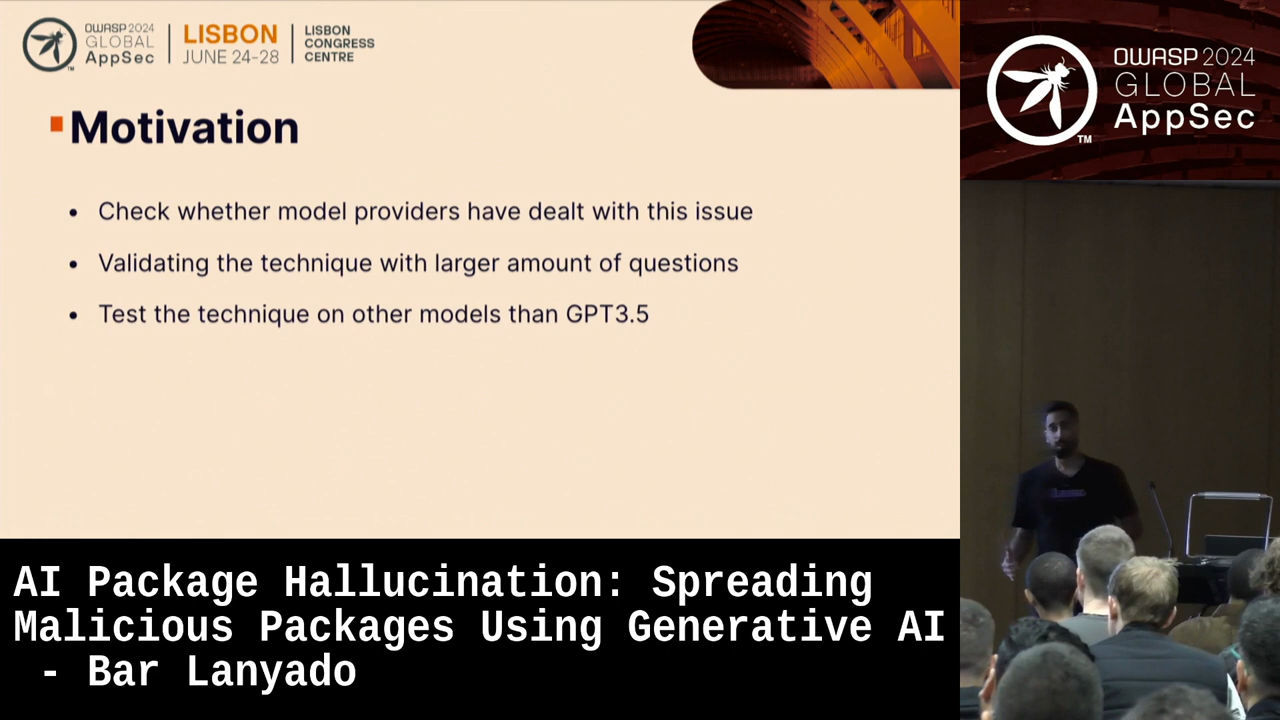 OWASP 2024
GLOBAL
AppSec
LISBON
JUNE 24-28
LISBON
CONGRESS
CENTRE
TM
Motivation
• Check whether model providers have dealt with this issue
• Validating the technique with larger amount of questions
• Test the technique on other models than GPT3.5
OWASP 2024
GLOBAL
AppSec
TM
AI Package Hallucination: Spreading
Malicious Packages Using Generative AI
- Bar Lanyado